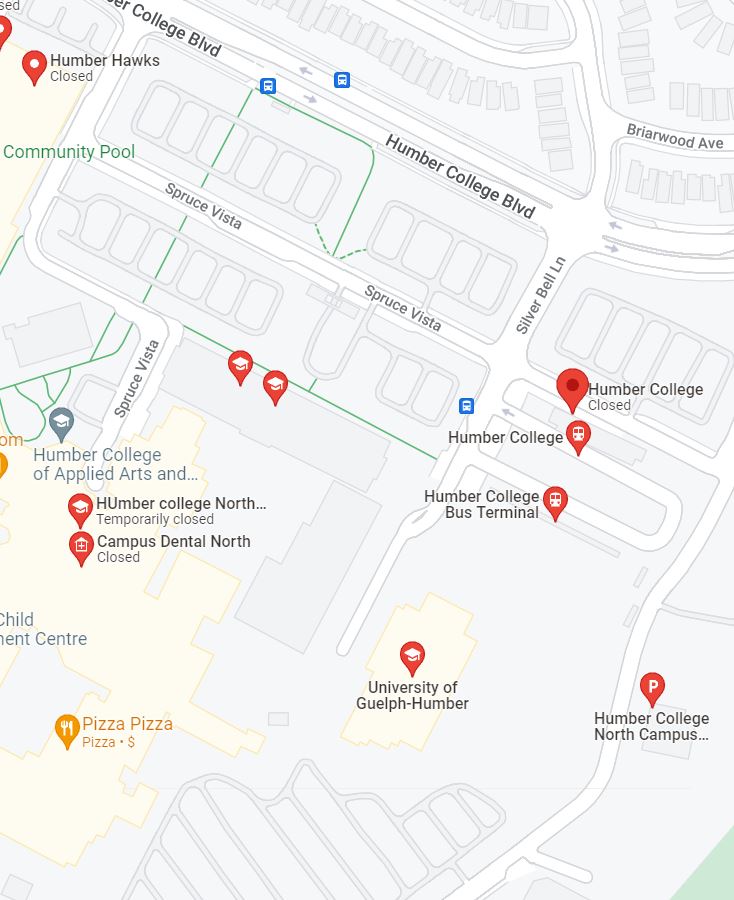 sed
er College Blvd
Humber Hawks
Closed
Humber College Blvd
Briarwood Ave
Community Pool
Spruce Vista
Silver Bell Ln
Spruce Vista
Spruce Vista
Humber College
Closed
Humber College
om
Humber College
of Applied Arts and...
Humber College
Bus Terminal
HUmber college North...
Temporarily closed
Campus Dental North
Closed
Child
ment Centre
University of
Guelph-Humber
P
Humber College
North Campus...
Pizza Pizza
Pizza • $